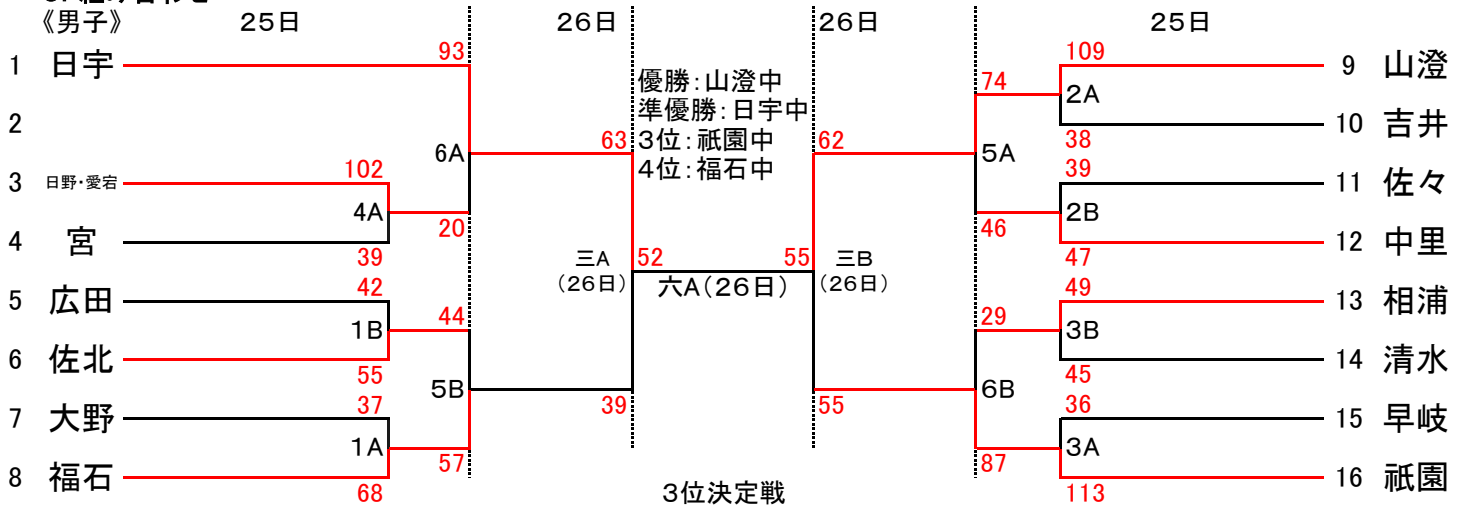 《男子》
25日
26日
26日
25日
1 日宇
93
2
3 日野・愛宕
102
4A
4 宮
39
20
6A
63
5 広田
42
1B
6 佐北
55
44
7 大野
37
1A
8 福石
68
57
5B
39
優勝：山澄中
準優勝：日宇中
3位：祇園中
4位：福石中
三A
(26日)
52
六A(26日)
55
三B
(26日)
62
55
74
5A
46
29
6B
87
109
2A
38
9 山澄
10 吉井
39
2B
47
11 佐々
12 中里
49
3B
45
13 相浦
14 清水
36
3A
113
15 早岐
16 祇園
3位決定戦